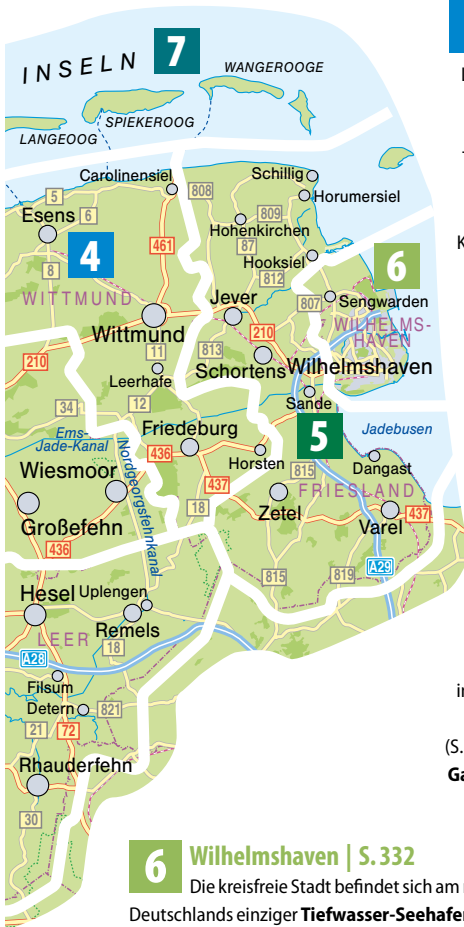 INSELN
7
WANGEROOGE
SPIEKEROOG
LANGEOOG
Carolinensiel
808
Schillig
Horumersiel
5
Esens
6
461
809
Hohenkirchen
87
4
8
Hooksiel
812
6
WITTMUND
Jever
807
Sengwarden
WILHELMS-
HAVEN
Wittmund
210
210
11
813
Leerhafe
Schortens
Wilhelmshaven
34
12
Sande
Ems-
Jade-Kanal
Friedeburg
5
Jadebusen
436
Horsten
Nordgeorgsfehnkanal
Wiesmoor
437
815
Dangast
FRIESLAND
18
Zetel
Großefehn
Varel
437
436
A29
815
819
Hesel
Uplengen
Remels
LEER
18
A28
Filsum
Detern
821
21
72
Rhauderfehn
30
K
in
(S.
Ga
6
Wilhelmshaven | S. 332
Die kreisfreie Stadt befindet sich am
Deutschlands einziger Tiefwasser-Seehafe